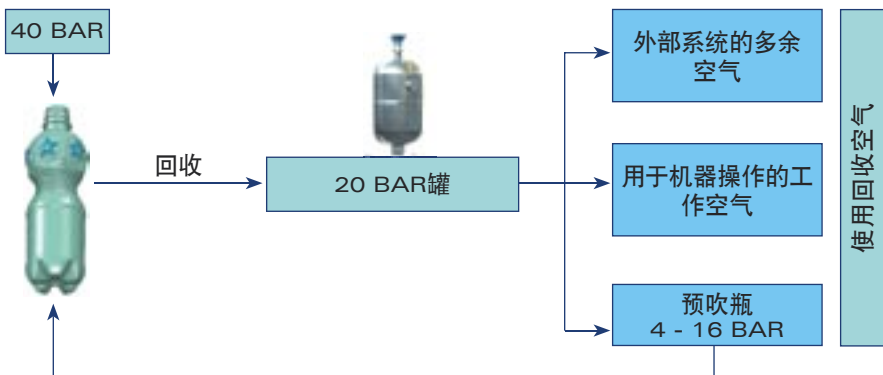 40 BAR
回收
20 BAR罐
外部系统的多余
空气
用于机器操作的工
作空气
预吹瓶
4 - 16 BAR
使用回收空气